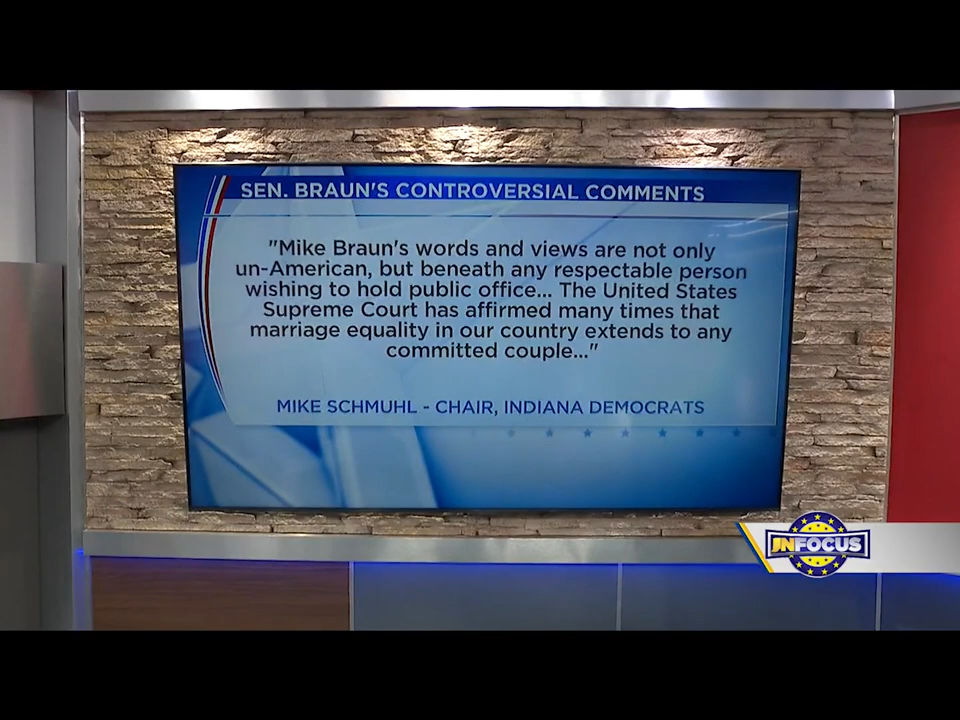 SEN. BRAUN'S CONTROVERSIAL COMMENTS
"Mike Braun's words and views are not only
un-American, but beneath any respectable person
wishing to hold public office... The United States
Supreme Court has affirmed many times that
marriage equality in our country extends to any
committed couple..."
MIKE SCHMUHL - CHAIR, INDIANA DEMOCRATS
INFOCUS